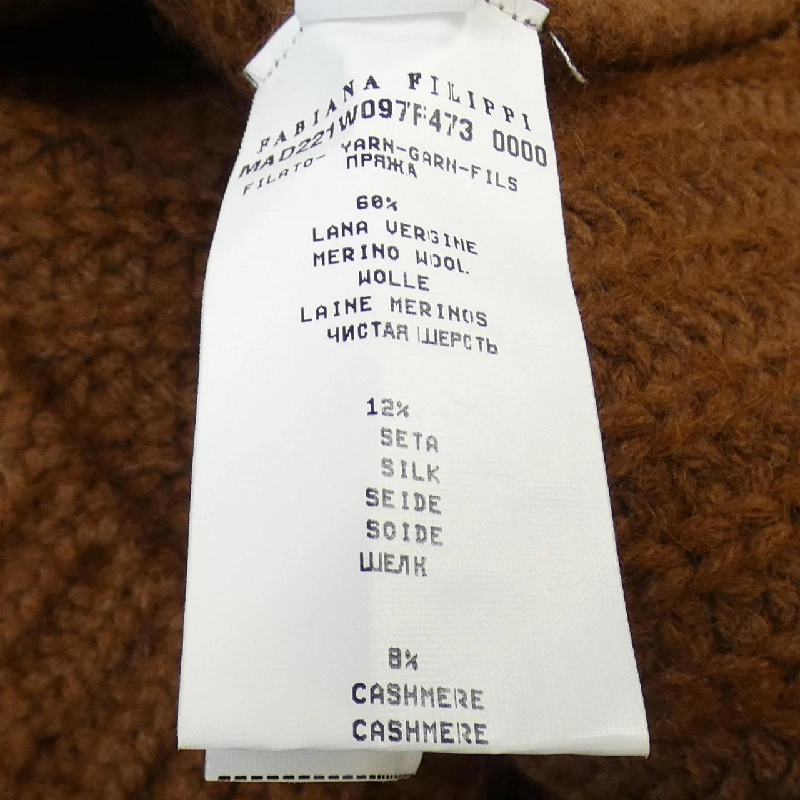 FABIANA FILIPPI
MAD221W097F473 0000
FILATO- YARN-GARN-FILS
ПРЯЖА
60%
LANA VERGINE
MERINO WOOL
WOLLE
LAINE MERINOS
ЧИСТАЯ ШЕРСТЬ
12%
SETA
SILK
SEIDE
SOIDE
ШЕЛК
8%
CASHMERE
CASHMERE